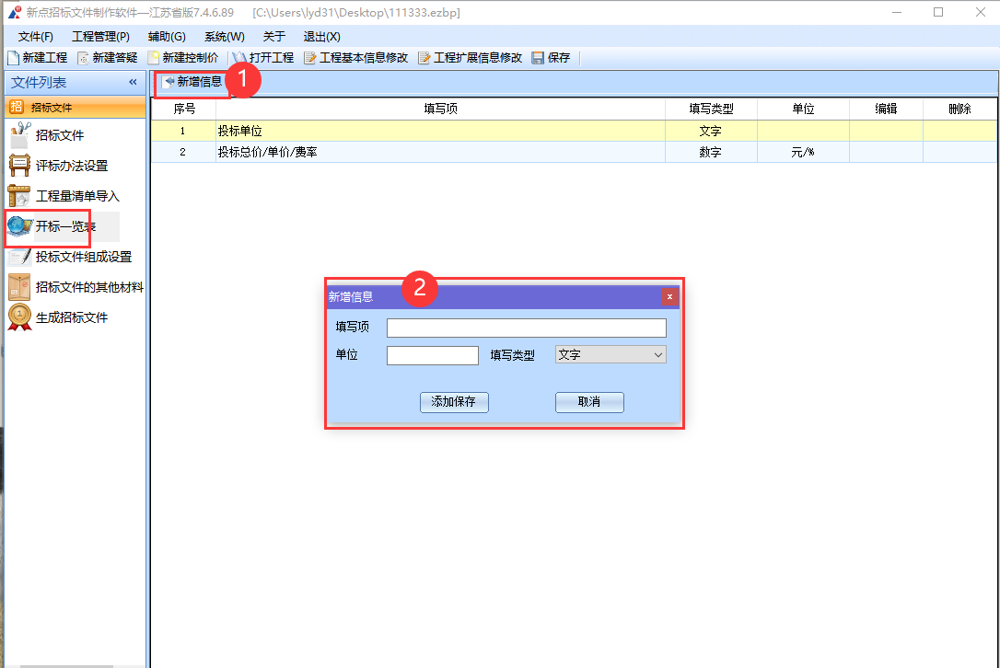 新点招标文件制作软件—江苏省版7.4.6.89 [C:\Users\lyd31\Desktop\111333.ezbp]
文件(F) 工程管理(P) 辅助(G) 系统(W) 关于 退出(X)
新建工程 新建答疑 新建控制价 打开工程 工程基本信息修改 工程扩展信息修改 保存
文件列表 «
新增信息 1
招 招标文件
招标文件
评标办法设置
工程量清单导入
开标一览表
投标文件组成设置
招标文件的其他材料
生成招标文件
序号 填写项 填写类型 单位 编辑 删除
1 投标单位 文字
2 投标总价/单价/费率 数字 元/%
2
新增信息 x
填写项
单位 填写类型 文字
添加保存 取消